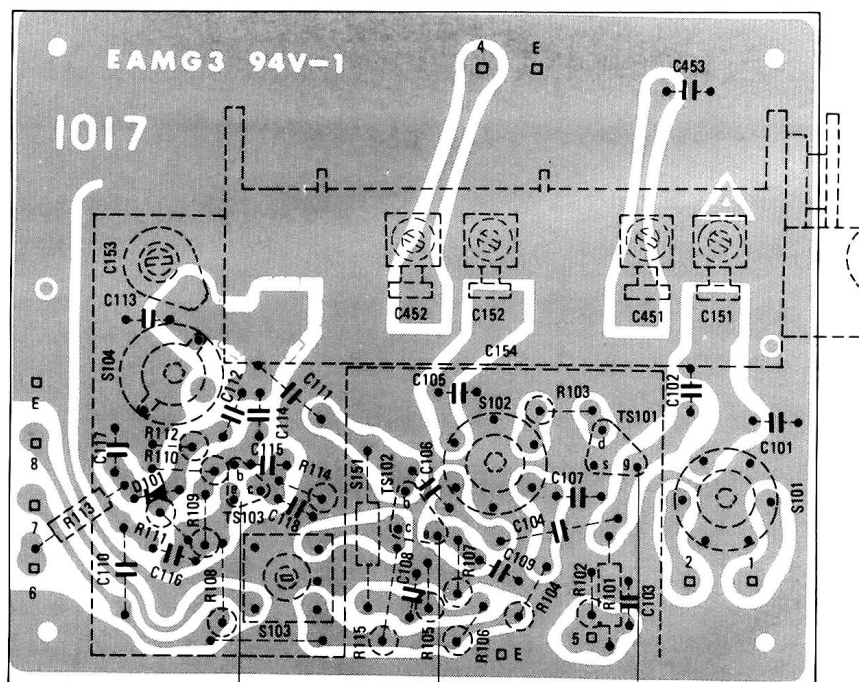 4 E
C453
EAMG3 94V-1
1017
C153
C113
C452
C152
C451
C151
C154
S104
C112
C111
C105
S102
R103
TS101
C102
E
C114
C101
8
C117
R112
R110
C115
R114
S151
TS102
C106
d
s g
C107
S101
D101
b
e c
b
R113
7
R109
TS103
C118
c
C104
R111
C116
R107
C109
R102
R101
C103
2 1
6
C110
R108
C108
R104
S103
R115
R105
R106
E
5